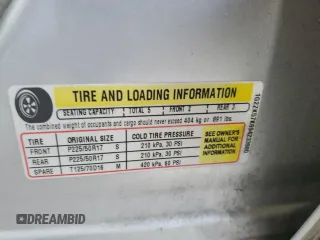 TIRE AND LOADING INFORMATION
SEATING CAPACITY TOTAL 5 FRONT 2 REAR 3
The combined weight of occupants and cargo should never exceed 404 kg or 891 lbs.
TIRE ORIGINAL SIZE COLD TIRE PRESSURE
FRONT P225/50R17 S 210 kPa, 30 PSI
REAR P225/50R17 S 210 kPa, 30 PSI
SPARE T125/70D16 M 420 kPa, 60 PSI
SEE OWNER'S
MANUAL FOR
ADDITIONAL
INFORMATION
DREAMBID